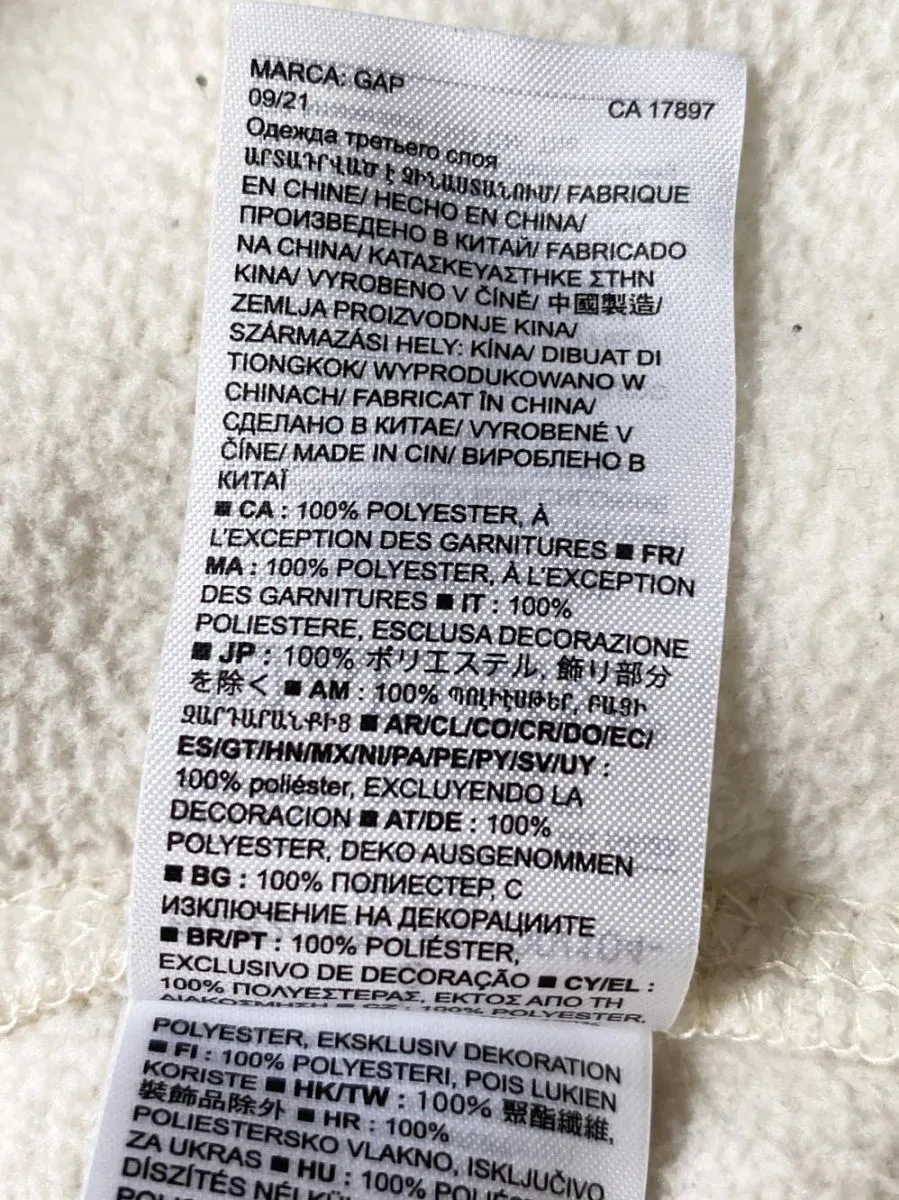 MARCA: GAP
09/21
CA 17897
Одежда третьего слоя
ԱՐՏԱԴՐՎԱԾ Է ՉԻՆԱՍՏԱՆՈՒՄ/ FABRIQUE
EN CHINE/ HECHO EN CHINA/
ПРОИЗВЕДЕНО В КИТАЙ/ FABRICADO
NA CHINA/ ΚΑΤΑΣΚΕΥΑΣΤΗΚΕ ΣΤΗΝ
ΚΙΝΑ/ VYROBENO V ČÍNĚ/ 中國製造/
ZEMLJA PROIZVODNJE KINA/
SZÁRMAZÁSI HELY: KÍNA/ DIBUAT DI
TIONGKOK/ WYPRODUKOWANO W
CHINACH/ FABRICAT ÎN CHINA/
СДЕЛАНО В КИТАЕ/ VYROBENÉ V
ČÍNE/ MADE IN CIN/ ВИРОБЛЕНО В
КИТАЇ
■ CA : 100% POLYESTER, À
L'EXCEPTION DES GARNITURES ■ FR/
MA : 100% POLYESTER, À L'EXCEPTION
DES GARNITURES ■ IT : 100%
POLIESTERE, ESCLUSA DECORAZIONE
■ JP : 100% ポリエステル, 飾り部分
を除く ■ AM : 100% ՊՈԼԻԷՍԹԵՐ, ԲԱՑԻ
ԶԱՐԴԱՐԱՆՔԻՑ ■ AR/CL/CO/CR/DO/EC/
ES/GT/HN/MX/NI/PA/PE/PY/SV/UY :
100% poliéster, EXCLUYENDO LA
DECORACION ■ AT/DE : 100%
POLYESTER, DEKO AUSGENOMMEN
■ BG : 100% ПОЛИЕСТЕР, С
ИЗКЛЮЧЕНИЕ НА ДЕКОРАЦИИТЕ
■ BR/PT : 100% POLIÉSTER,
EXCLUSIVO DE DECORAÇÃO ■ CY/EL :
100% ΠΟΛΥΕΣΤΕΡΑΣ, ΕΚΤΟΣ ΑΠΟ ΤΗ
ΔΙΑΚΟΣΜΗΣΗ ■ CZ : 100% POLYESTER,
POLYESTER, EKSKLUSIV DEKORATION
■ FI : 100% POLYESTERI, POIS LUKIEN
KORISTE ■ HK/TW : 100% 聚酯纖維,
裝飾品除外 ■ HR : 100%
POLIESTERSKO VLAKNO, ISKLJUČIVO
ZA UKRAS ■ HU : 100% POLIÉSZTER,
DÍSZÍTÉS NÉLKÜL